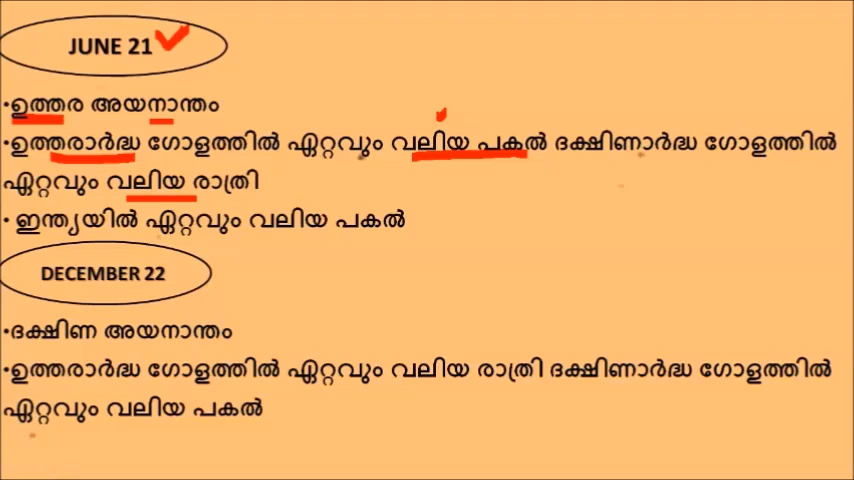 JUNE 21
•ഉത്തര അയനാന്തം
•ഉത്തരാർദ്ധ ഗോളത്തിൽ ഏറ്റവും വലിയ പകൽ ദക്ഷിണാർദ്ധ ഗോളത്തിൽ
ഏറ്റവും വലിയ രാത്രി
• ഇന്ത്യയിൽ ഏറ്റവും വലിയ പകൽ
DECEMBER 22
•ദക്ഷിണ അയനാന്തം
•ഉത്തരാർദ്ധ ഗോളത്തിൽ ഏറ്റവും വലിയ രാത്രി ദക്ഷിണാർദ്ധ ഗോളത്തിൽ
ഏറ്റവും വലിയ പകൽ